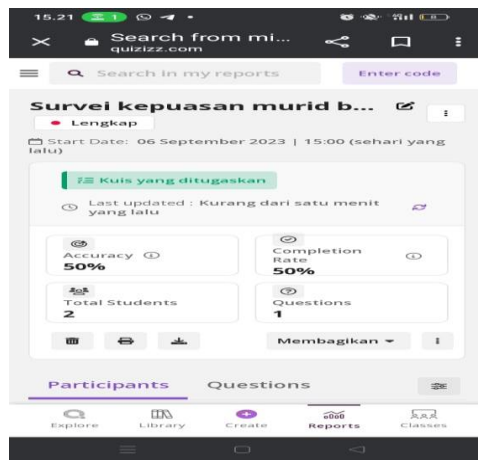 15.21 1
Search from mi...
quizizz.com
Search in my reports
Enter code
Survei kepuasan murid b...
Lengkap
Start Date: 06 September 2023 | 15:00 (sehari yang
lalu)
Kuis yang ditugaskan
Last updated : Kurang dari satu menit
yang lalu
Accuracy
50%
Completion
Rate
50%
Total Students
2
Questions
1
Membagikan
Participants
Questions
Explore
Library
Create
Reports
Classes